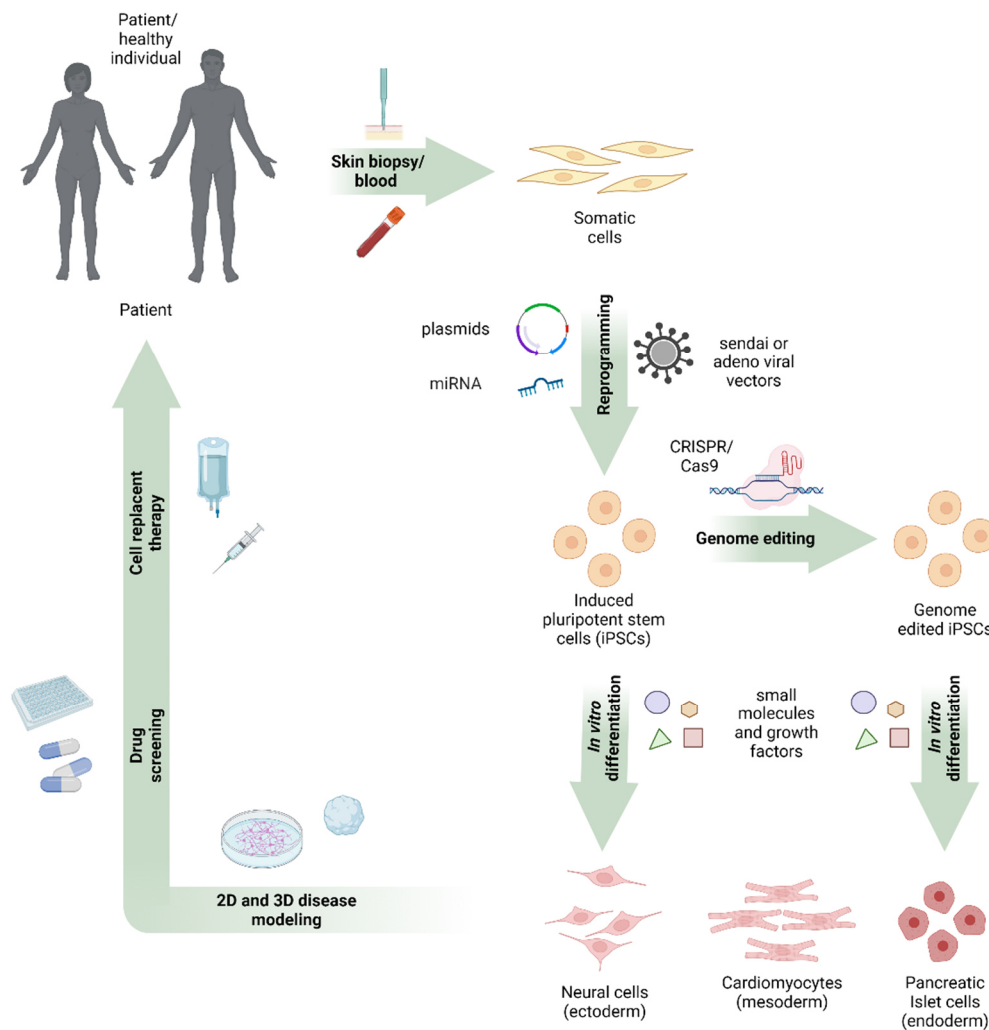 Patient/
healthy
individual
Skin biopsy/
blood
Somatic
cells
Patient
plasmids
miRNA
Reprogramming
sendai or
adeno viral
vectors
CRISPR/
Cas9
Genome editing
Induced
pluripotent stem
cells (iPSCs)
Genome
edited iPSCs
Cell replacent
therapy
Drug
screening
In vitro
differentiation
small
molecules
and growth
factors
In vitro
differentiation
2D and 3D disease
modeling
Neural cells
(ectoderm)
Cardiomyocytes
(mesoderm)
Pancreatic
Islet cells
(endoderm)